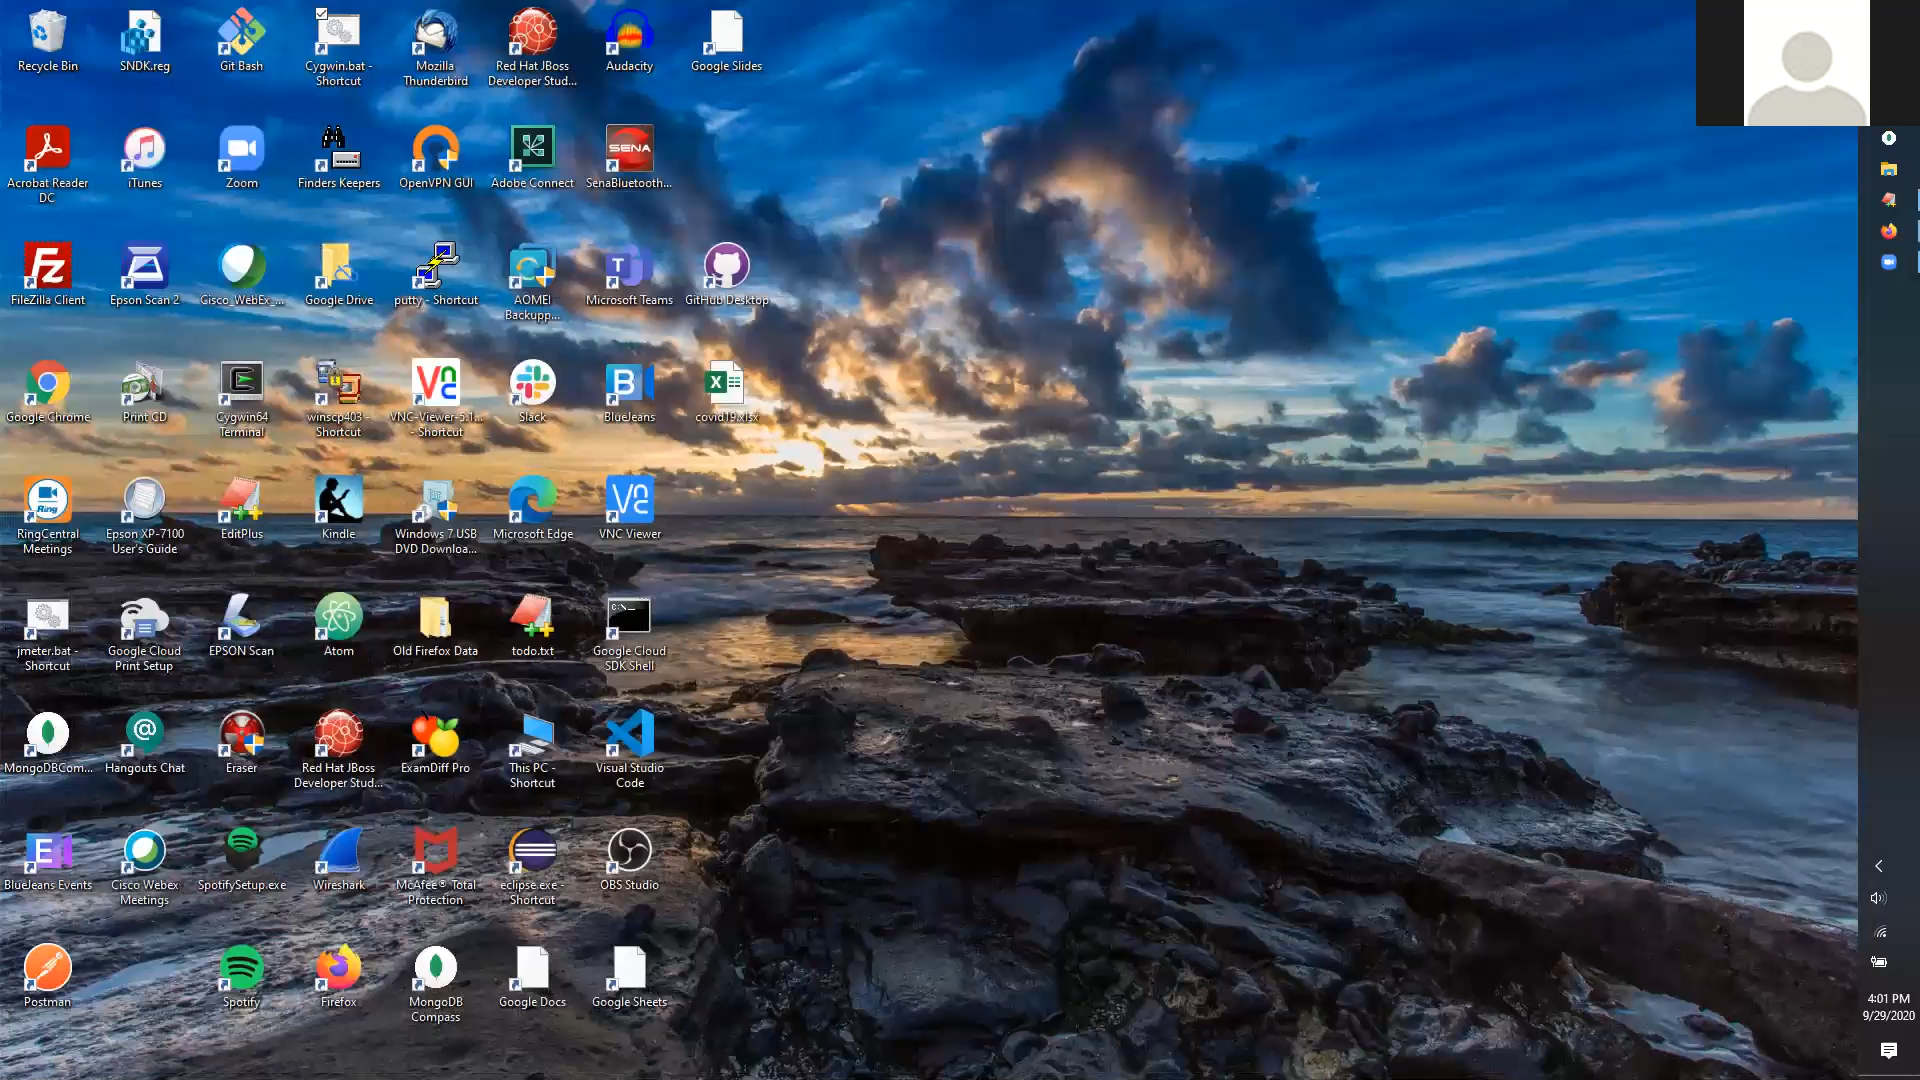 Recycle Bin
SNDK.reg
Git Bash
Cygwin.bat -
Shortcut
Mozilla
Thunderbird
Red Hat JBoss
Developer Stud...
Audacity
Google Slides
Acrobat Reader
DC
iTunes
Zoom
Finders Keepers
OpenVPN GUI
Adobe Connect
SENA
SenaBluetooth...
FileZilla Client
Epson Scan 2
Cisco_WebEx_...
Google Drive
putty - Shortcut
AOMEI
Backupp...
Microsoft Teams
GitHub Desktop
Google Chrome
Print CD
Cygwin64
Terminal
winscp403 -
Shortcut
VNC-Viewer-5.1...
- Shortcut
Slack
BlueJeans
covid19.xlsx
Ring
RingCentral
Meetings
Epson XP-7100
User's Guide
EditPlus
Kindle
Windows 7 USB
DVD Downloa...
Microsoft Edge
VNC Viewer
jmeter.bat -
Shortcut
Google Cloud
Print Setup
EPSON Scan
Atom
Old Firefox Data
todo.txt
Google Cloud
SDK Shell
MongoDBCom...
Hangouts Chat
Eraser
Red Hat JBoss
Developer Stud...
ExamDiff Pro
This PC -
Shortcut
Visual Studio
Code
BlueJeans Events
Cisco Webex
Meetings
SpotifySetup.exe
Wireshark
McAfee® Total
Protection
eclipse.exe -
Shortcut
OBS Studio
Postman
Spotify
Firefox
MongoDB
Compass
Google Docs
Google Sheets
4:01 PM
9/29/2020